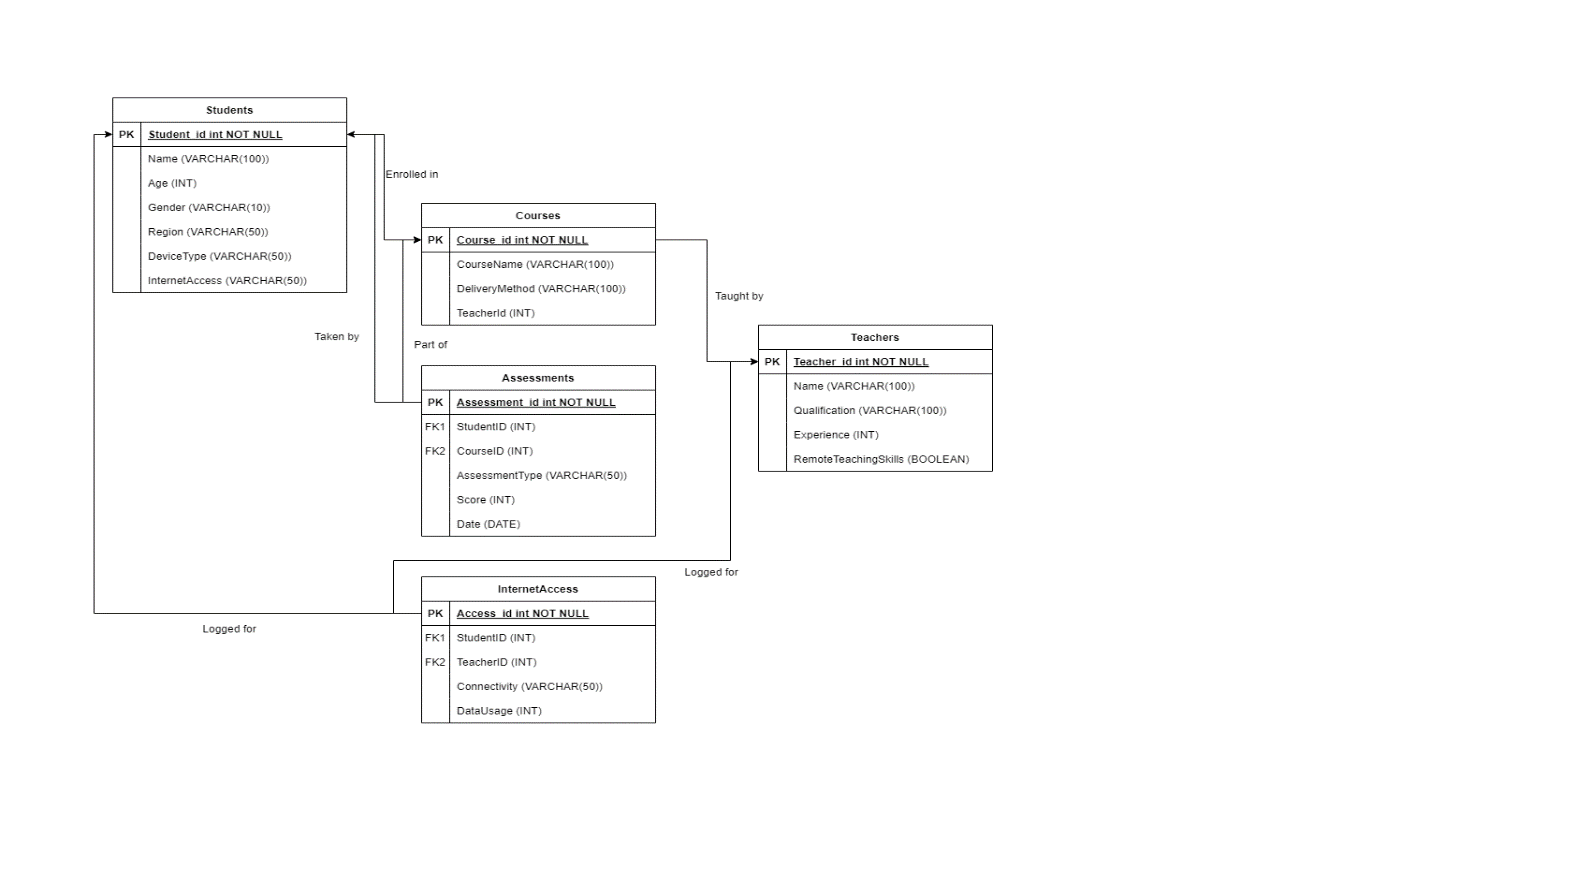 Students
PK Student_id int NOT NULL
Name (VARCHAR(100))
Age (INT)
Gender (VARCHAR(10))
Region (VARCHAR(50))
DeviceType (VARCHAR(50))
InternetAccess (VARCHAR(50))
Enrolled in
Courses
PK Course_id int NOT NULL
CourseName (VARCHAR(100))
DeliveryMethod (VARCHAR(100))
TeacherId (INT)
Taught by
Taken by
Part of
Teachers
PK Teacher_id int NOT NULL
Name (VARCHAR(100))
Qualification (VARCHAR(100))
Experience (INT)
RemoteTeachingSkills (BOOLEAN)
Assessments
PK Assessment_id int NOT NULL
FK1 StudentID (INT)
FK2 CourseID (INT)
AssessmentType (VARCHAR(50))
Score (INT)
Date (DATE)
Logged for
InternetAccess
PK Access_id int NOT NULL
FK1 StudentID (INT)
FK2 TeacherID (INT)
Connectivity (VARCHAR(50))
DataUsage (INT)
Logged for